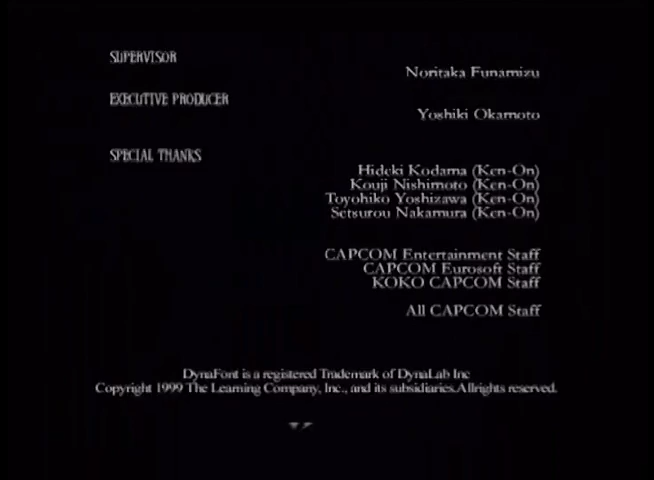 SUPERVISOR
Noritaka Funamizu
EXECUTIVE PRODUCER
Yoshiki Okamoto
SPECIAL THANKS
Hideki Kodama (Ken-On)
Kouji Nishimoto (Ken-On)
Toyohiko Yoshizawa (Ken-On)
Setsurou Nakamura (Ken-On)
CAPCOM Entertainment Staff
CAPCOM Eurosoft Staff
KOKO CAPCOM Staff
All CAPCOM Staff
DynaFont is a registered Trademark of DynaLab Inc
Copyright 1999 The Learning Company, Inc., and its subsidiaries.Allrights reserved.